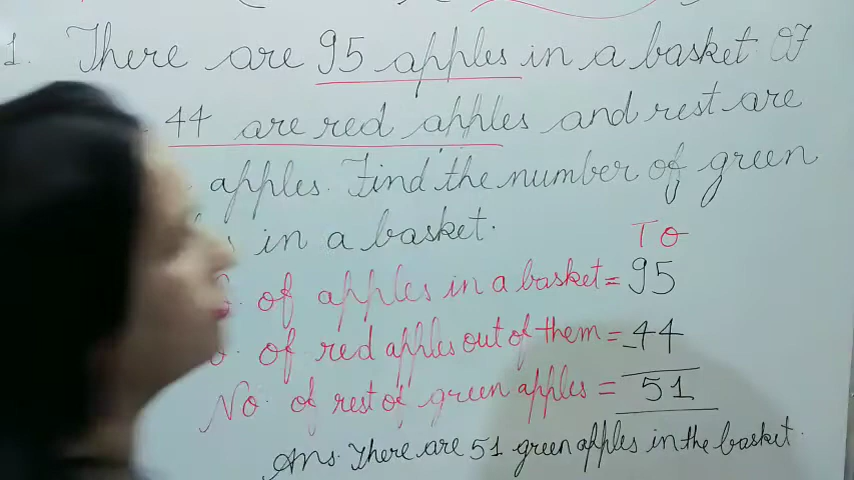 1. There are 95 apples in a basket Of
44 are red apples and rest are
apples. Find the number of green
in a basket.
T O
of apples in a basket = 95
of red apples out of them = -44
No. of rest of green apples = 51
Ans. There are 51 green apples in the basket.